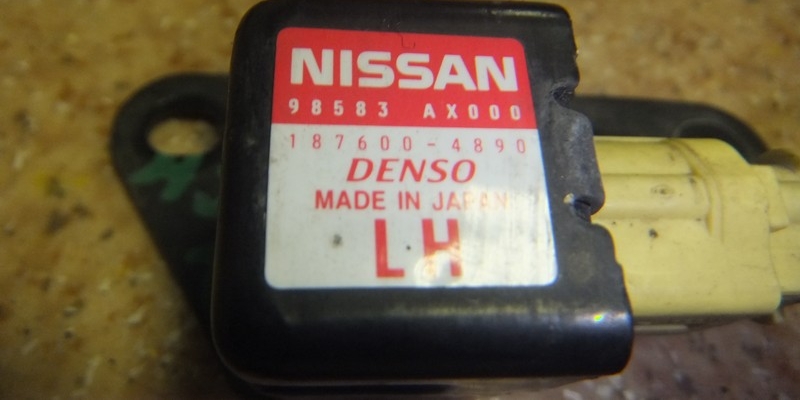 NISSAN
98583 AX000
187600-4890
DENSO
MADE IN JAPAN
LH